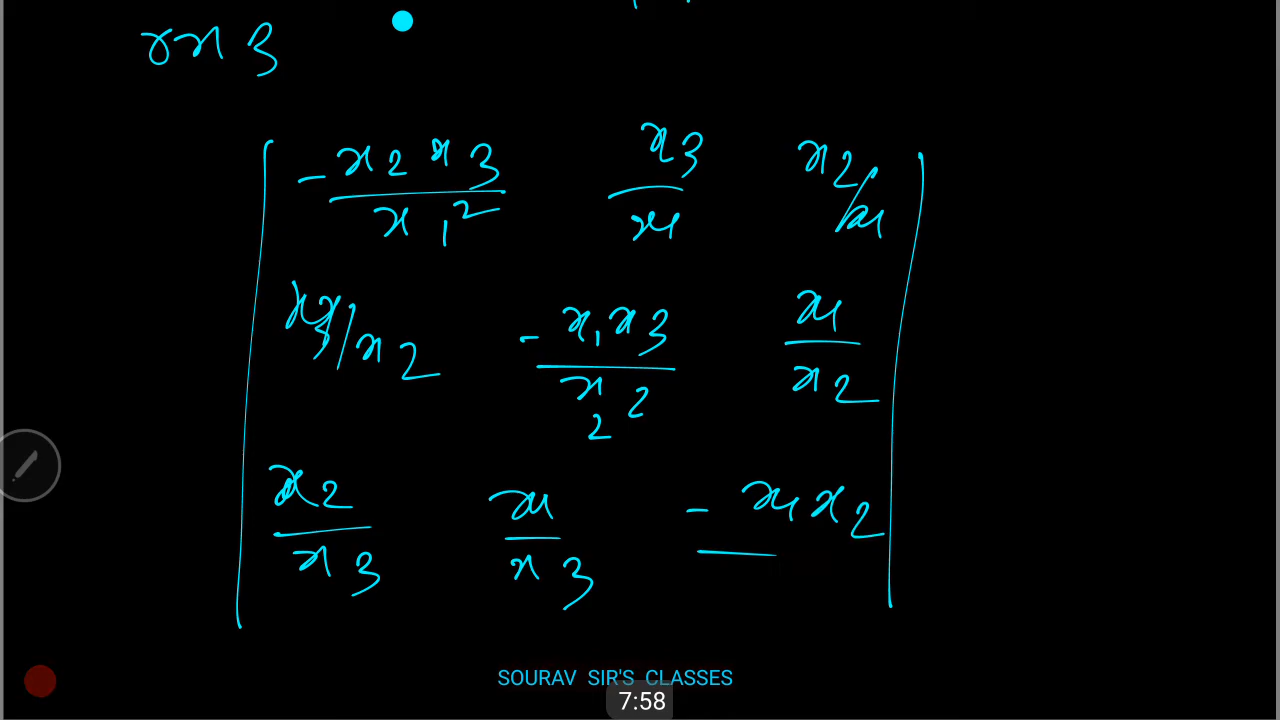 ∂x3
| -x2x3/x1² x3/x1 x2/x1 |
| x3/x2 -x1x3/x2² x1/x2 |
| x2/x3 x1/x3 -x1x2/ |
SOURAV SIR'S CLASSES
7:58